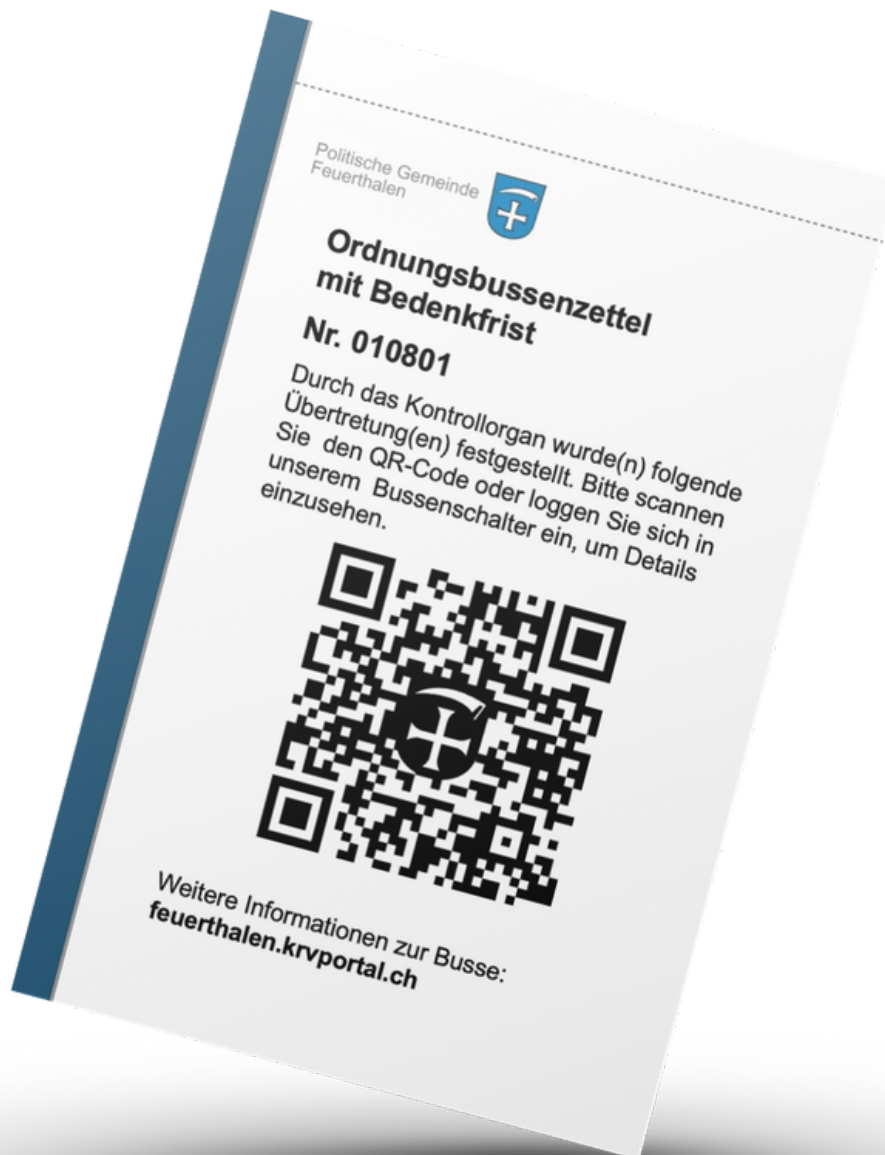 Politische Gemeinde
Feuerthalen
Ordnungsbussenzettel
mit Bedenkfrist
Nr. 010801
Durch das Kontrollorgan wurde(n) folgende
Übertretung(en) festgestellt. Bitte scannen
Sie den QR-Code oder loggen Sie sich in
unserem Bussenschalter ein, um Details
einzusehen.
Weitere Informationen zur Busse:
feuerthalen.krvportal.ch